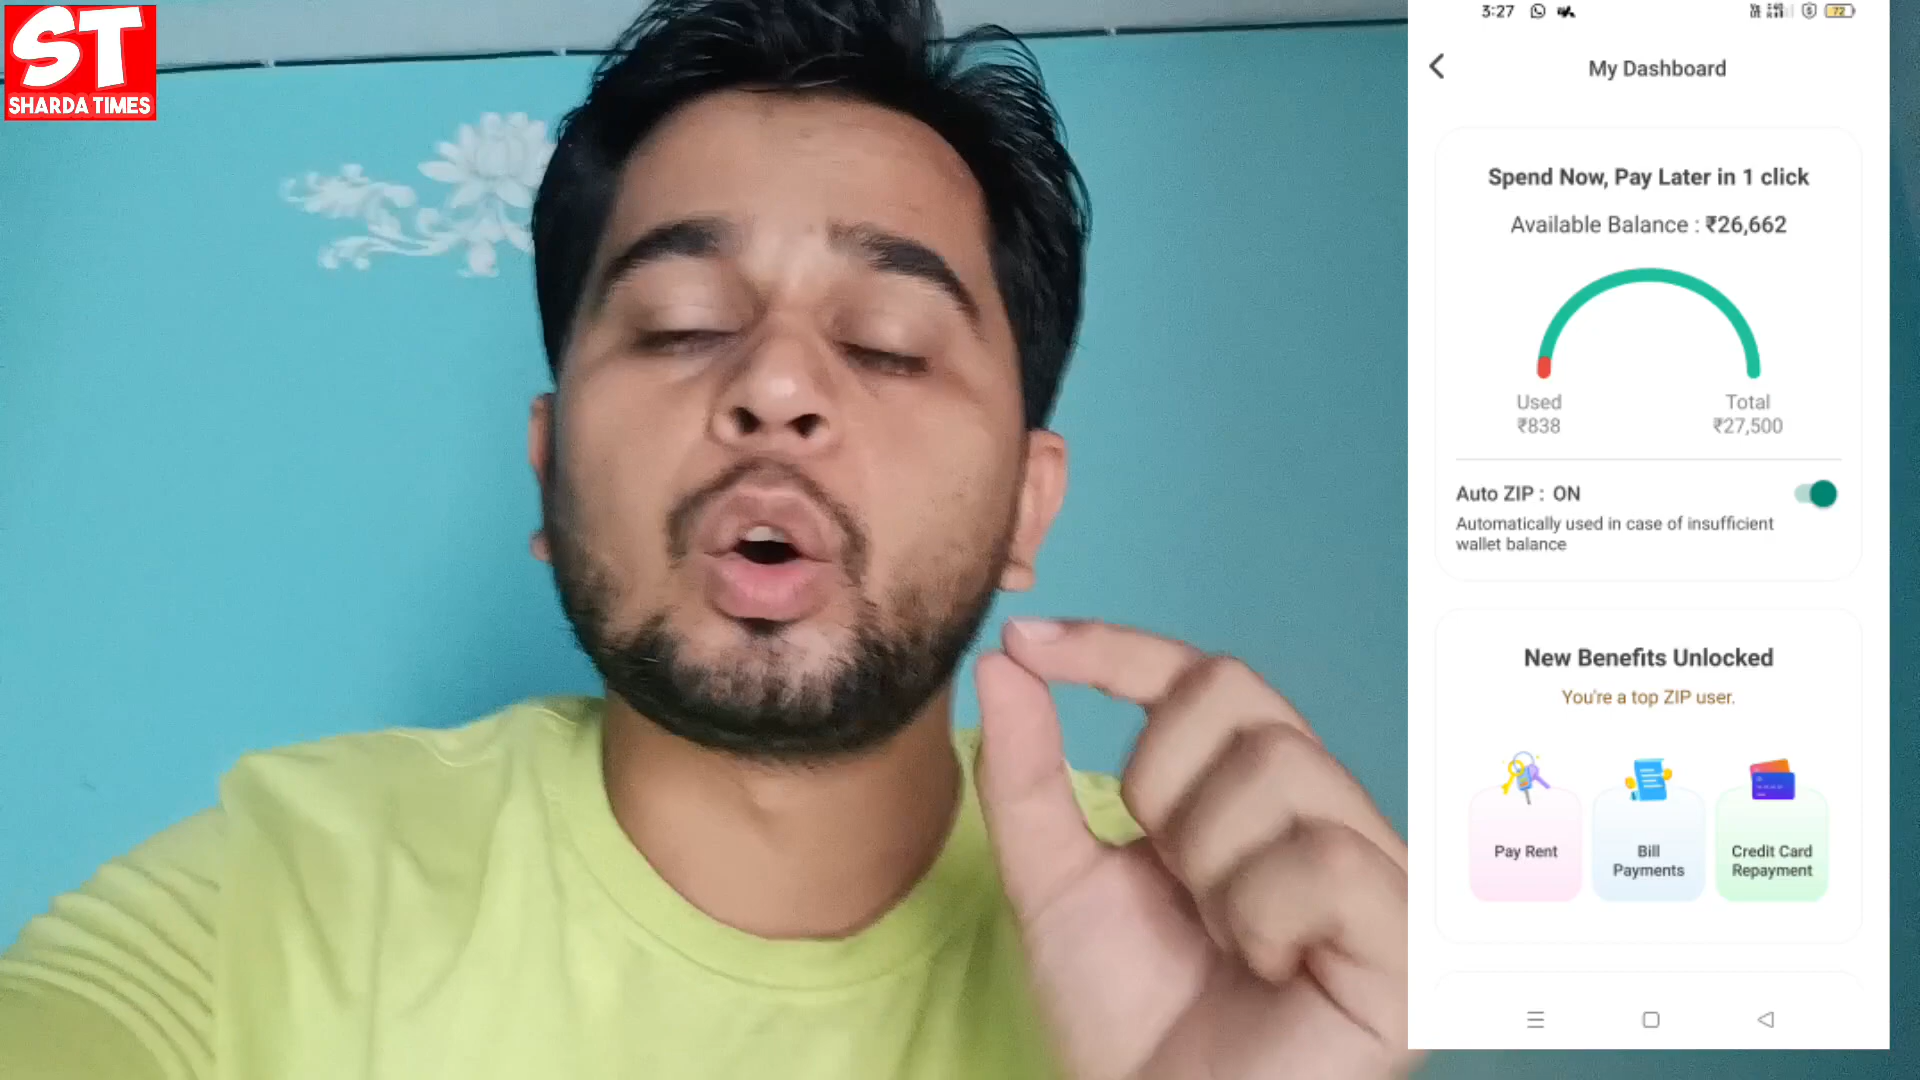 ST
SHARDA TIMES
3:27
72
My Dashboard
Spend Now, Pay Later in 1 click
Available Balance : ₹26,662
Used
₹838
Total
₹27,500
Auto ZIP : ON
Automatically used in case of insufficient
wallet balance
New Benefits Unlocked
You're a top ZIP user.
Pay Rent
Bill
Payments
Credit Card
Repayment